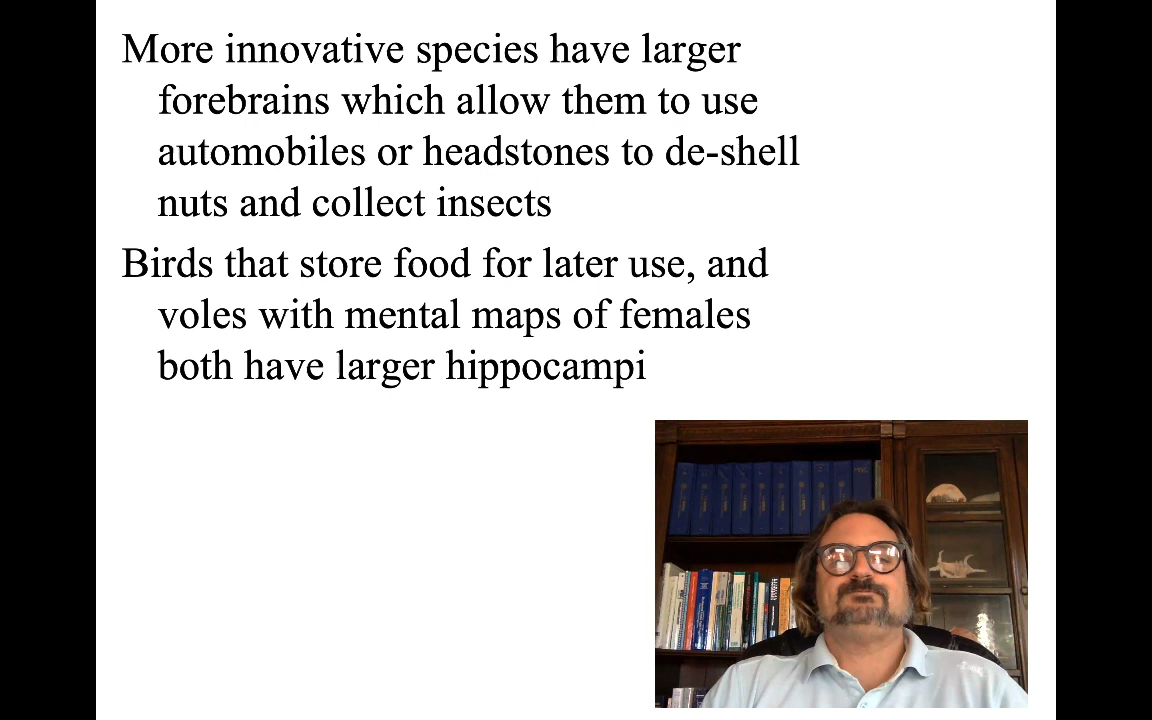 More innovative species have larger
forebrains which allow them to use
automobiles or headstones to de-shell
nuts and collect insects
Birds that store food for later use, and
voles with mental maps of females
both have larger hippocampi